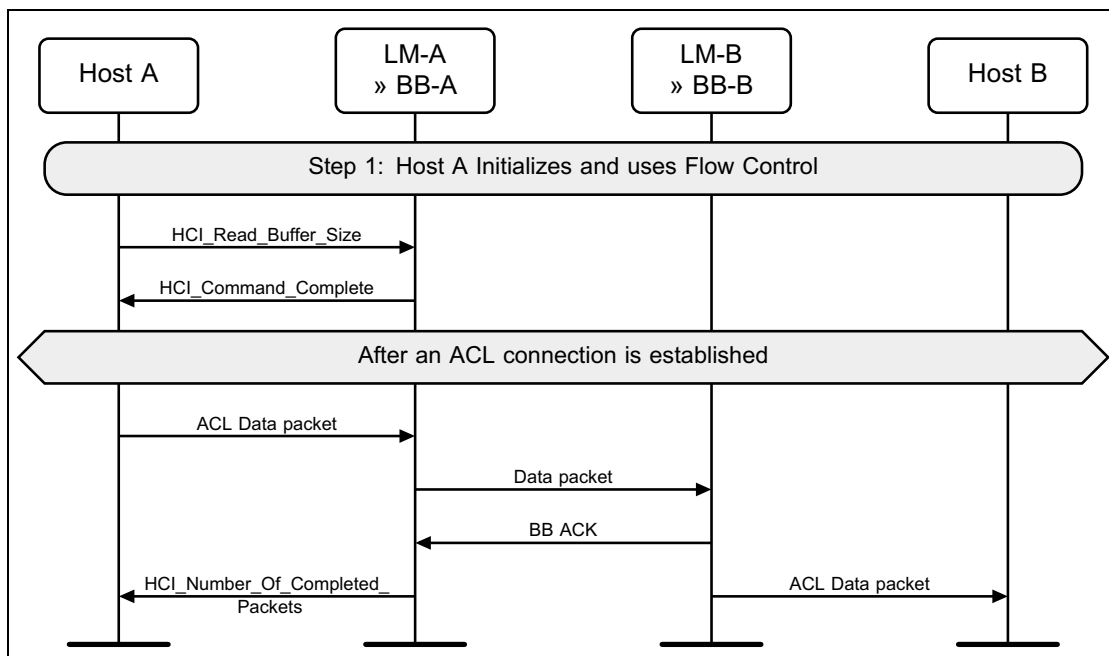 Host A
LM-A
» BB-A
LM-B
» BB-B
Host B
Step 1: Host A Initializes and uses Flow Control
HCI_Read_Buffer_Size
HCI_Command_Complete
After an ACL connection is established
ACL Data packet
Data packet
BB ACK
HCI_Number_Of_Completed_
Packets
ACL Data packet